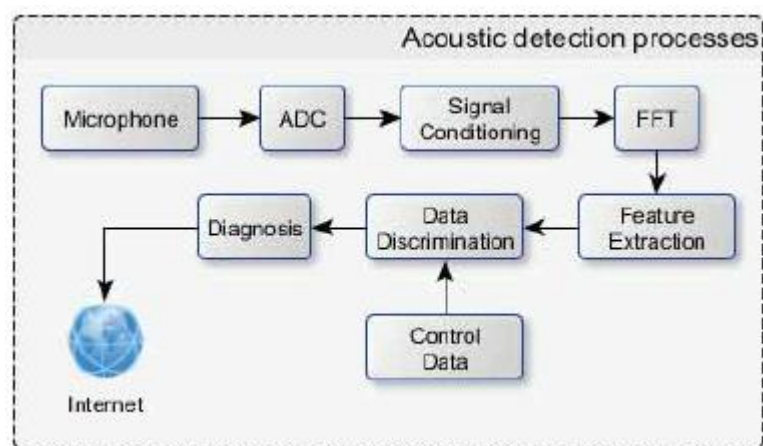 Acoustic detection processes
Microphone
ADC
Signal
Conditioning
FFT
Feature
Extraction
Data
Discrimination
Diagnosis
Control
Data
Internet